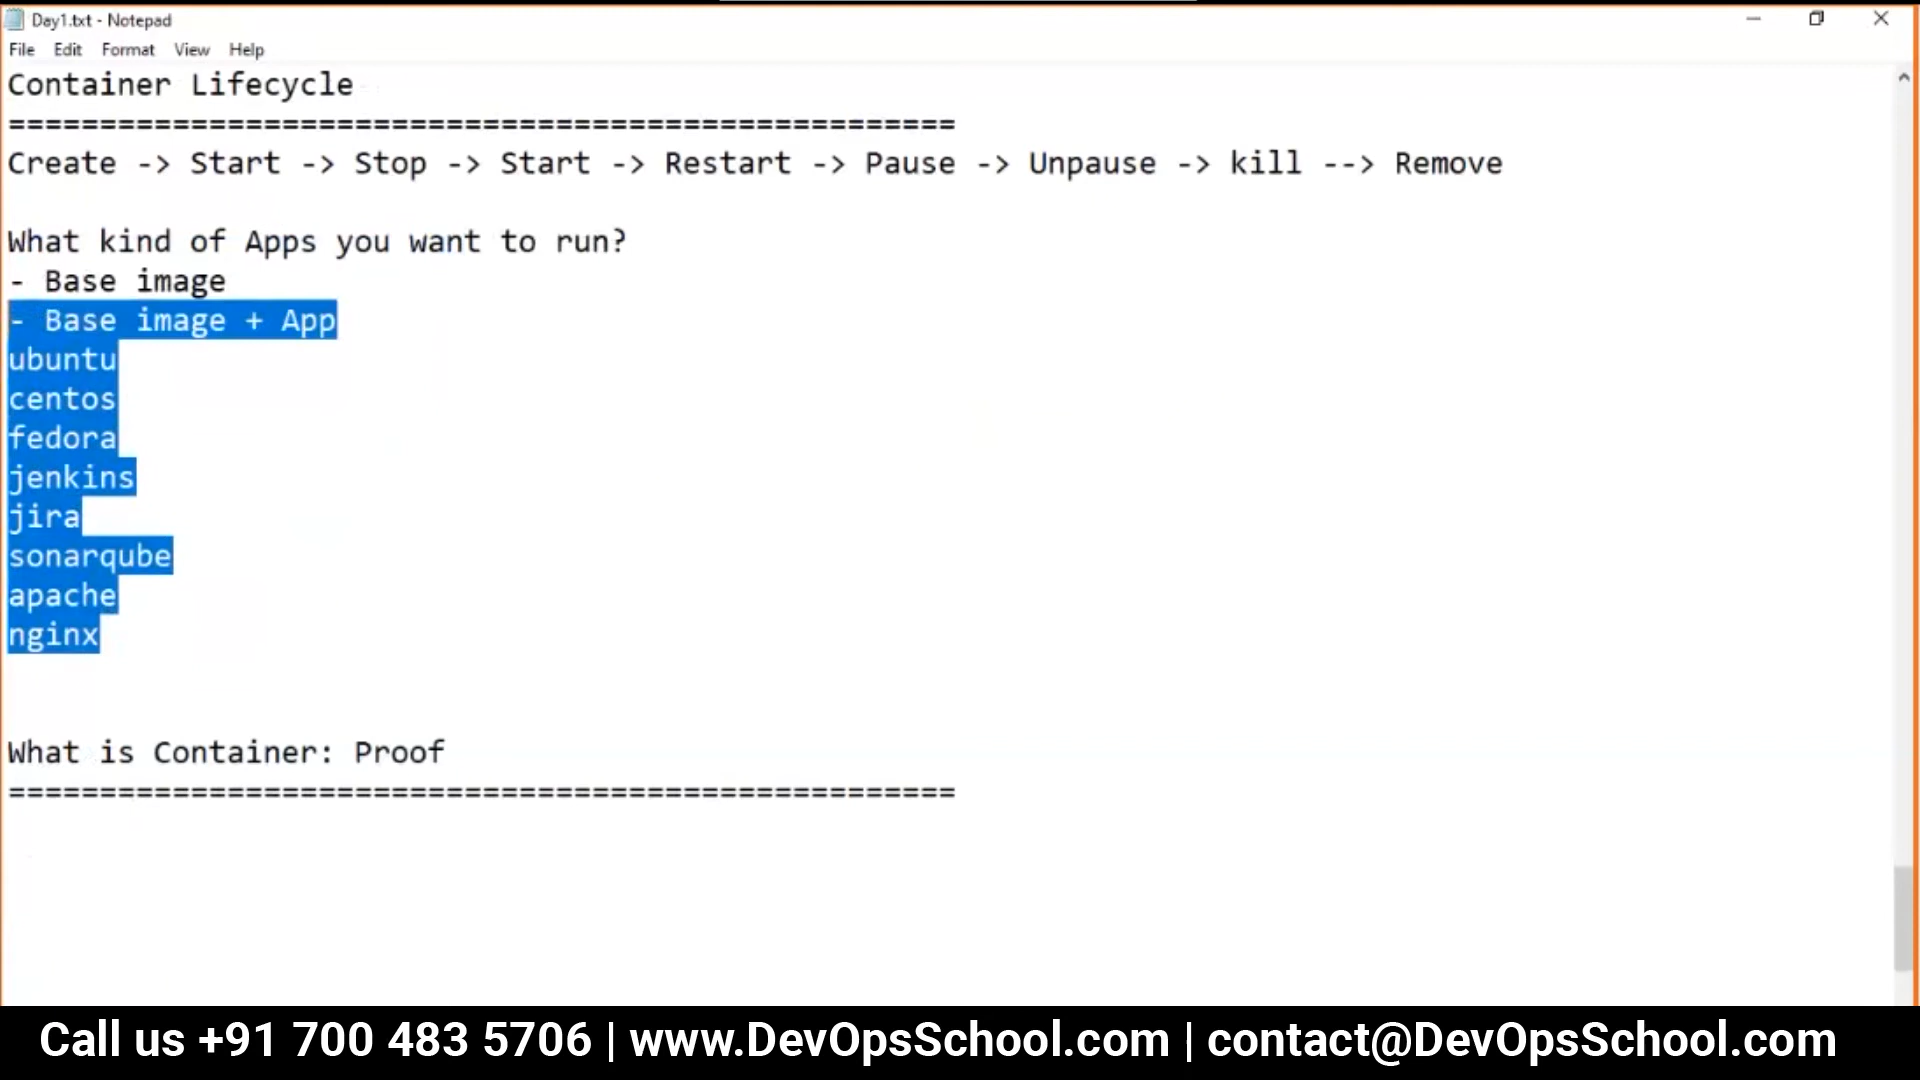 Day1.txt - Notepad
File Edit Format View Help
Container Lifecycle
====================================================
Create -> Start -> Stop -> Start -> Restart -> Pause -> Unpause -> kill --> Remove
What kind of Apps you want to run?
- Base image
- Base image + App
ubuntu
centos
fedora
jenkins
jira
sonarqube
apache
nginx
What is Container: Proof
====================================================
Call us +91 700 483 5706 | www.DevOpsSchool.com | contact@DevOpsSchool.com